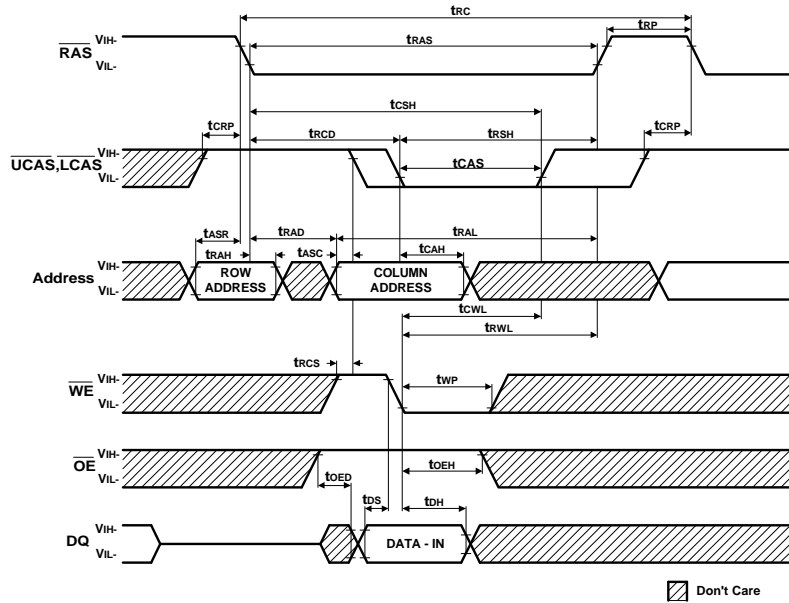 tRC
tRP
VIH-
RAS
tRAS
VIL-
tCSH
tCRP
tRCD
tRSH
tCRP
VIH-
UCAS,LCAS
tCAS
VIL-
tASR
tRAD
tRAL
tRAH
tASC
tCAH
VIH-
Address
ROW ADDRESS
COLUMN ADDRESS
VIL-
tCWL
tRWL
tRCS
VIH-
WE
tWP
VIL-
VIH-
OE
tOEH
VIL-
tOED
tDS
tDH
VIH-
DQ
DATA - IN
VIL-
Don't Care